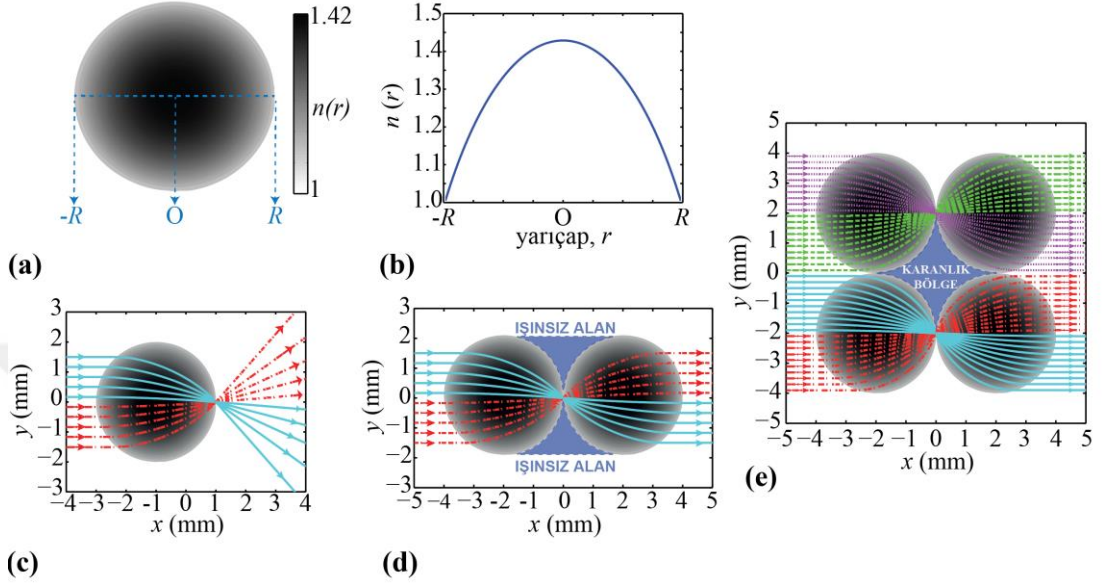 1.42
n(r)
1
-R
O
R
(a)
1.5
1.4
1.3
1.2
1.1
1.0
n (r)
-R
O
R
yarıçap, r
(b)
3
2
1
0
−1
−2
−3
y (mm)
−4 −3 −2 -1 0 1 2 3 4
x (mm)
(c)
3
2
1
0
−1
−2
−3
y (mm)
IŞINSIZ ALAN
IŞINSIZ ALAN
−5 −4 −3 -2 -1 0 1 2 3 4 5
x (mm)
(d)
5
4
3
2
1
0
−1
−2
−3
−4
−5
y (mm)
KARANLIK
BÖLGE
−5 −4 −3 −2 −1 0 1 2 3 4 5
x (mm)
(e)